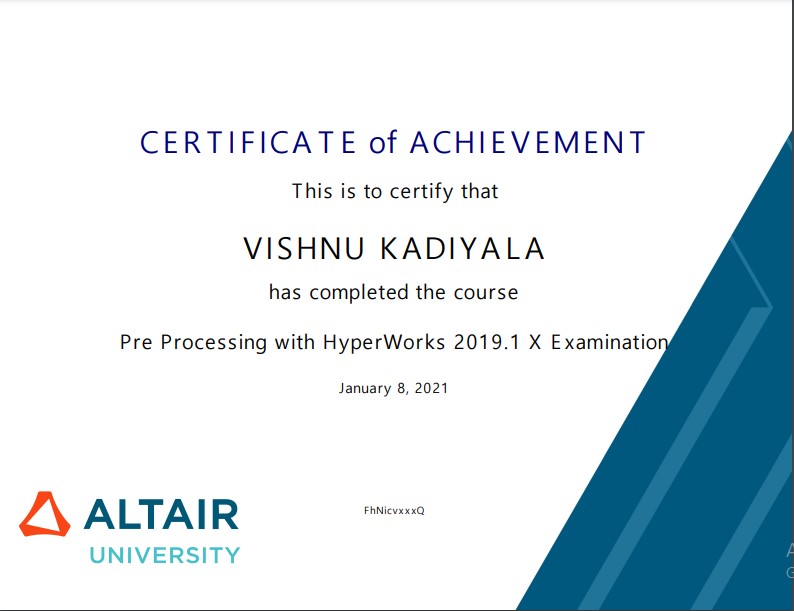 CERTIFICATE of ACHIEVEMENT
This is to certify that
VISHNU KADIYALA
has completed the course
Pre Processing with HyperWorks 2019.1 X Examination
January 8, 2021
FhNicvxxxQ
ALTAIR
UNIVERSITY